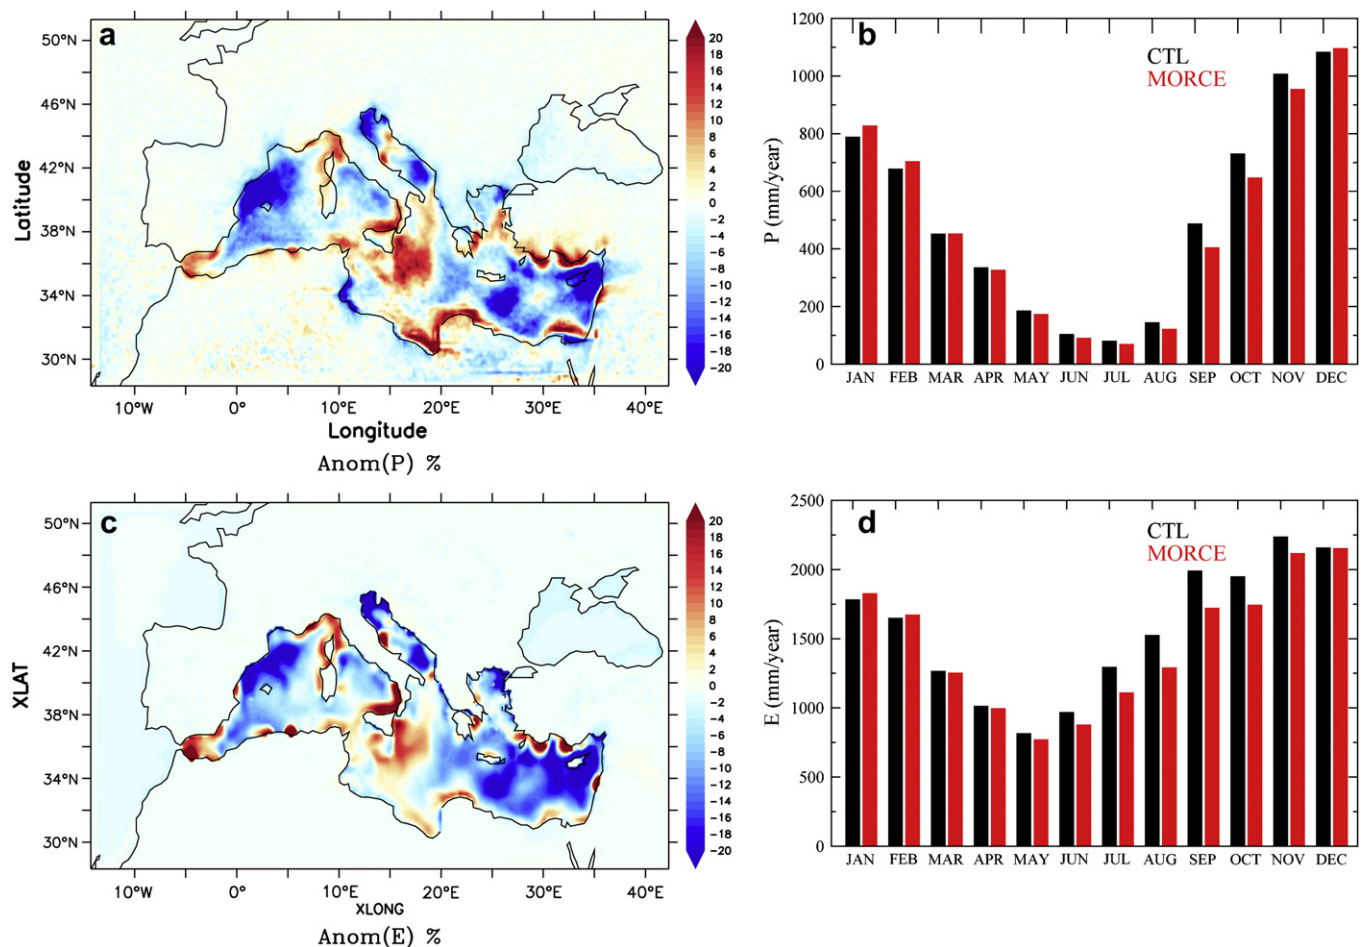 a
50°N
46°N
42°N
38°N
34°N
30°N
Latitude
10°W 0° 10°E 20°E 30°E 40°E
Longitude
Anom(P) %
20
18
16
14
12
10
8
6
4
2
0
−2
−4
−6
−8
−10
−12
−14
−16
−18
−20
b
CTL
MORCE
1200
1000
800
600
400
200
0
P (mm/year)
JAN FEB MAR APR MAY JUN JUL AUG SEP OCT NOV DEC
c
50°N
46°N
42°N
38°N
34°N
30°N
XLAT
10°W 0° 10°E 20°E 30°E 40°E
XLONG
Anom(E) %
20
18
16
14
12
10
8
6
4
2
0
−2
−4
−6
−8
−10
−12
−14
−16
−18
−20
d
CTL
MORCE
2500
2000
1500
1000
500
0
E (mm/year)
JAN FEB MAR APR MAY JUN JUL AUG SEP OCT NOV DEC